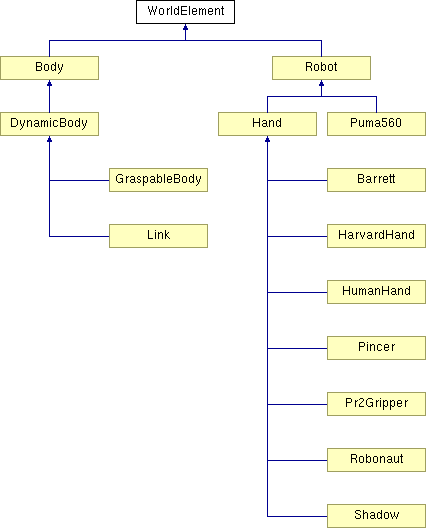 WorldElement
Body
Robot
DynamicBody
Hand
Puma560
GraspableBody
Barrett
Link
HarvardHand
HumanHand
Pincer
Pr2Gripper
Robonaut
Shadow